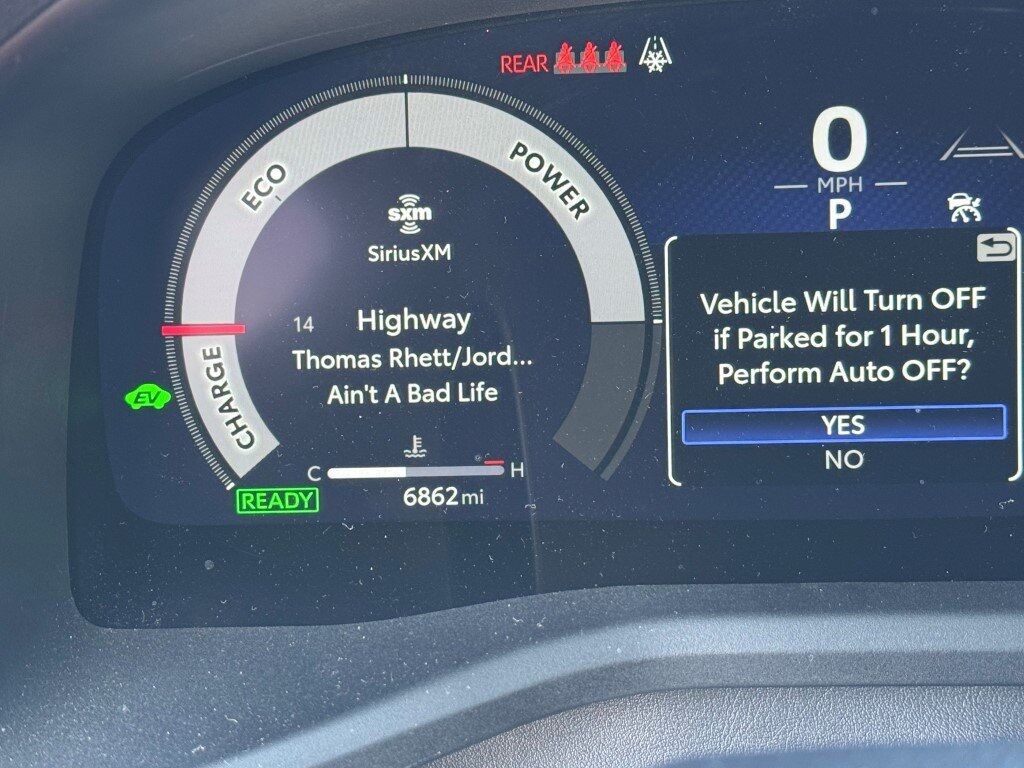 REAR
ECO
POWER
CHARGE
sxm
SiriusXM
14 Highway
Thomas Rhett/Jord...
Ain't A Bad Life
EV
C H
READY
6862 mi
0
MPH
P
Vehicle Will Turn OFF
if Parked for 1 Hour,
Perform Auto OFF?
YES
NO